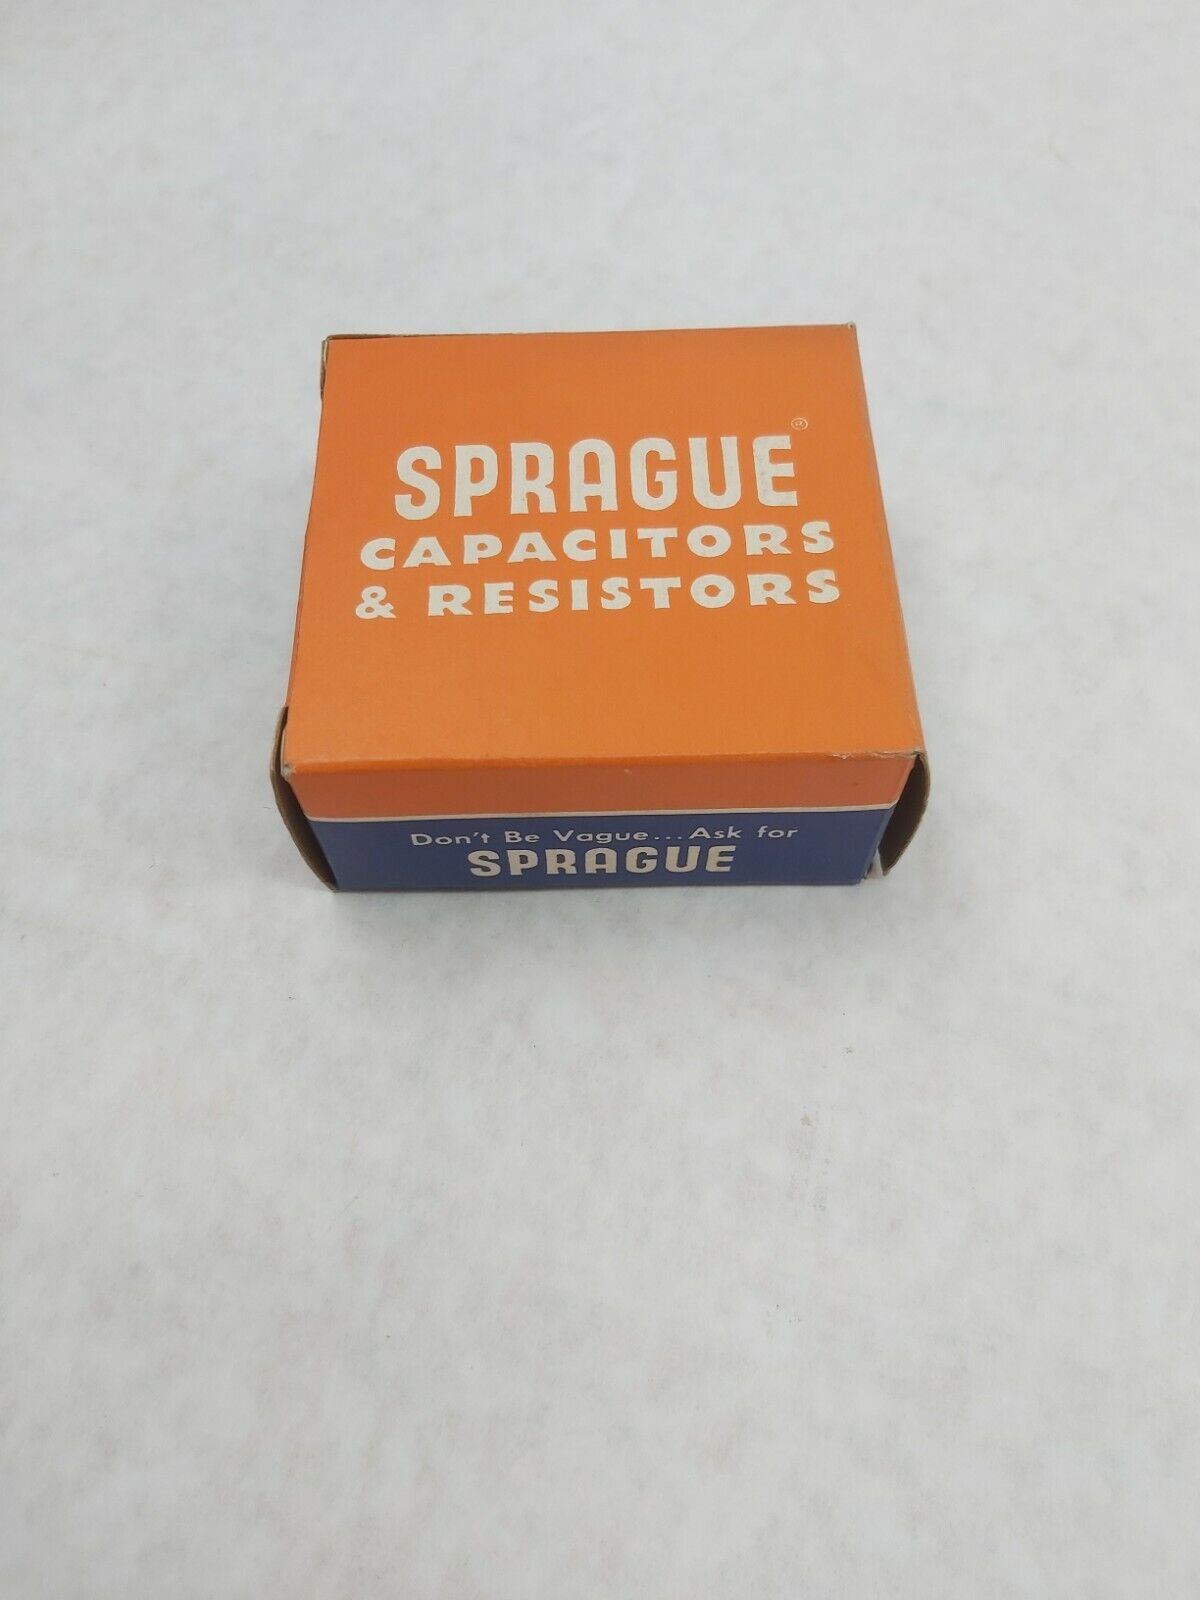 SPRAGUE®
CAPACITORS
& RESISTORS
Don't Be Vague... Ask for
SPRAGUE